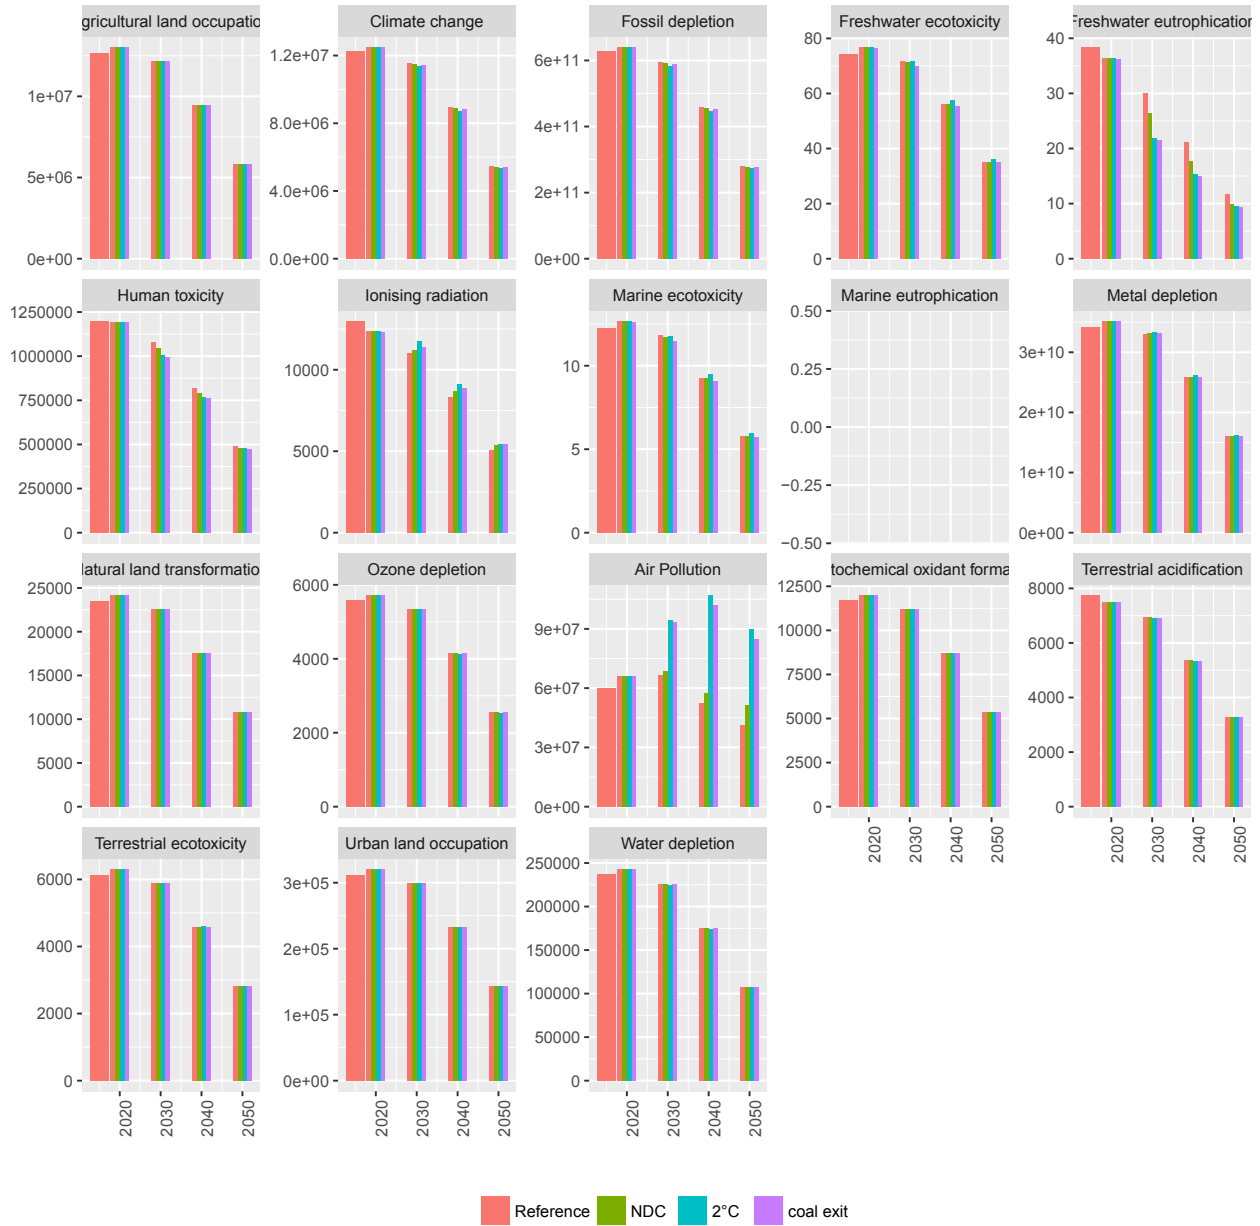 gricultural land occupatio
Climate change
Fossil depletion
Freshwater ecotoxicity
Freshwater eutrophication
1e+07
5e+06
0e+00
1.2e+07
8.0e+06
4.0e+06
0.0e+00
6e+11
4e+11
2e+11
0e+00
80
60
40
20
0
40
30
20
10
0
Human toxicity
Ionising radiation
Marine ecotoxicity
Marine eutrophication
Metal depletion
1250000
1000000
750000
500000
250000
0
10000
5000
0
10
5
0
0.50
0.25
0.00
−0.25
−0.50
3e+10
2e+10
1e+10
0e+00
Natural land transformatio
Ozone depletion
Air Pollution
tochemical oxidant forma
Terrestrial acidification
25000
20000
15000
10000
5000
0
6000
4000
2000
0
9e+07
6e+07
3e+07
0e+00
12500
10000
7500
5000
2500
0
8000
6000
4000
2000
0
2020
2030
2040
2050
2020
2030
2040
2050
Terrestrial ecotoxicity
Urban land occupation
Water depletion
6000
4000
2000
0
3e+05
2e+05
1e+05
0e+00
250000
200000
150000
100000
50000
0
2020
2030
2040
2050
2020
2030
2040
2050
2020
2030
2040
2050
Reference NDC 2°C coal exit